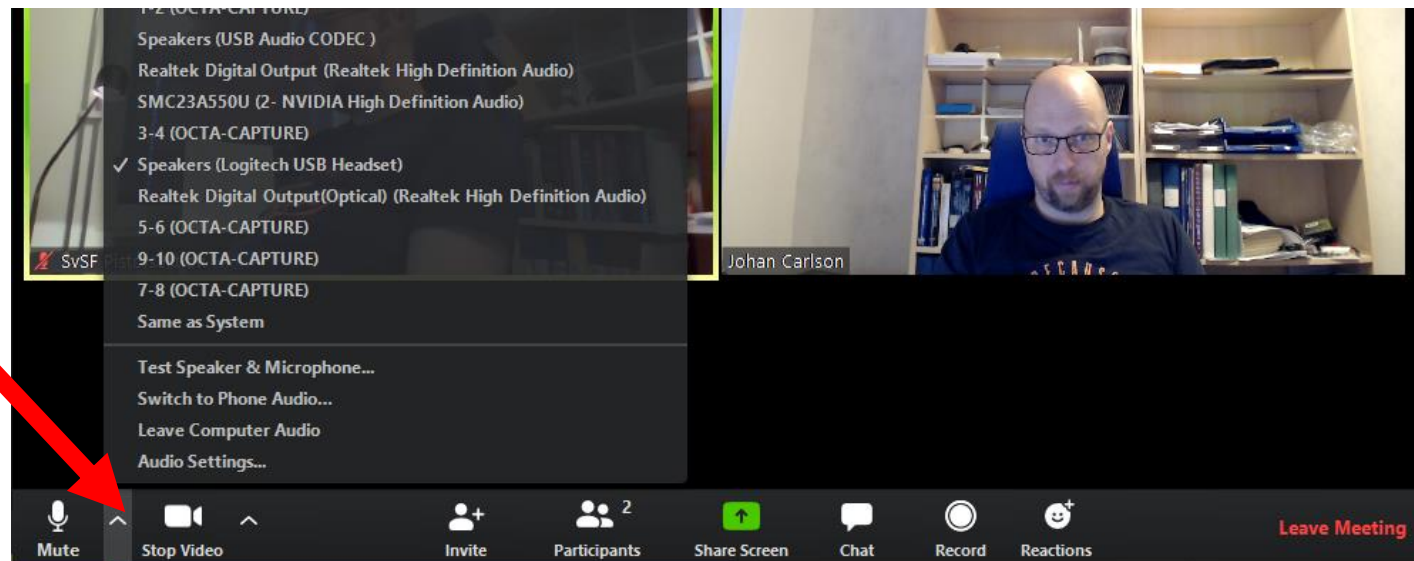 1-2 (OCTA-CAPTURE)
Speakers (USB Audio CODEC )
Realtek Digital Output (Realtek High Definition Audio)
SMC23A550U (2- NVIDIA High Definition Audio)
3-4 (OCTA-CAPTURE)
✓ Speakers (Logitech USB Headset)
Realtek Digital Output(Optical) (Realtek High Definition Audio)
5-6 (OCTA-CAPTURE)
SvSF
9-10 (OCTA-CAPTURE)
Johan Carlson
7-8 (OCTA-CAPTURE)
Same as System
Test Speaker & Microphone...
Switch to Phone Audio...
Leave Computer Audio
Audio Settings...
2
Mute
Stop Video
Invite
Participants
Share Screen
Chat
Record
Reactions
Leave Meeting